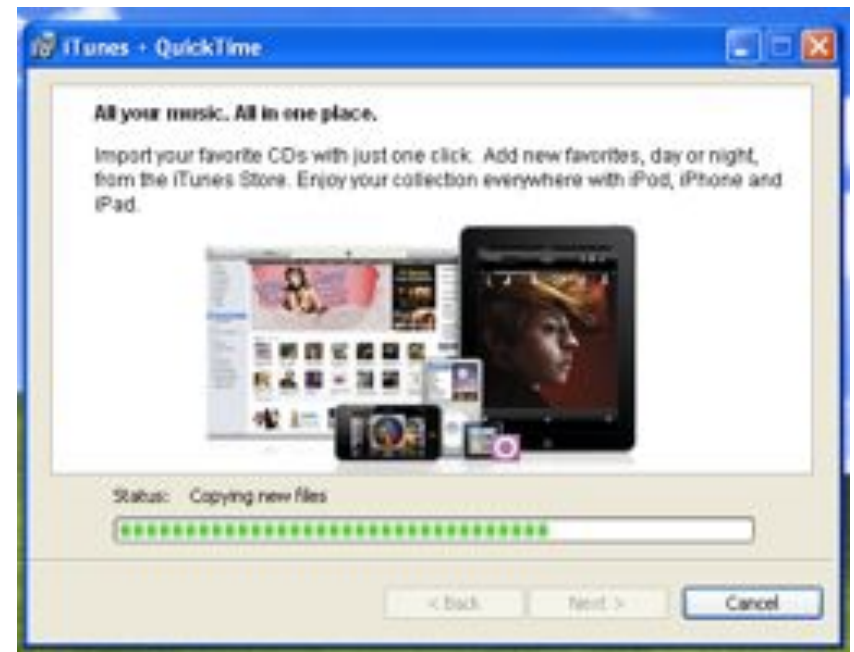 iTunes + QuickTime
All your music. All in one place.
Import your favorite CDs with just one click. Add new favorites, day or night,
from the iTunes Store. Enjoy your collection everywhere with iPod, iPhone and
iPad.
Status: Copying new files
< Back
Next >
Cancel